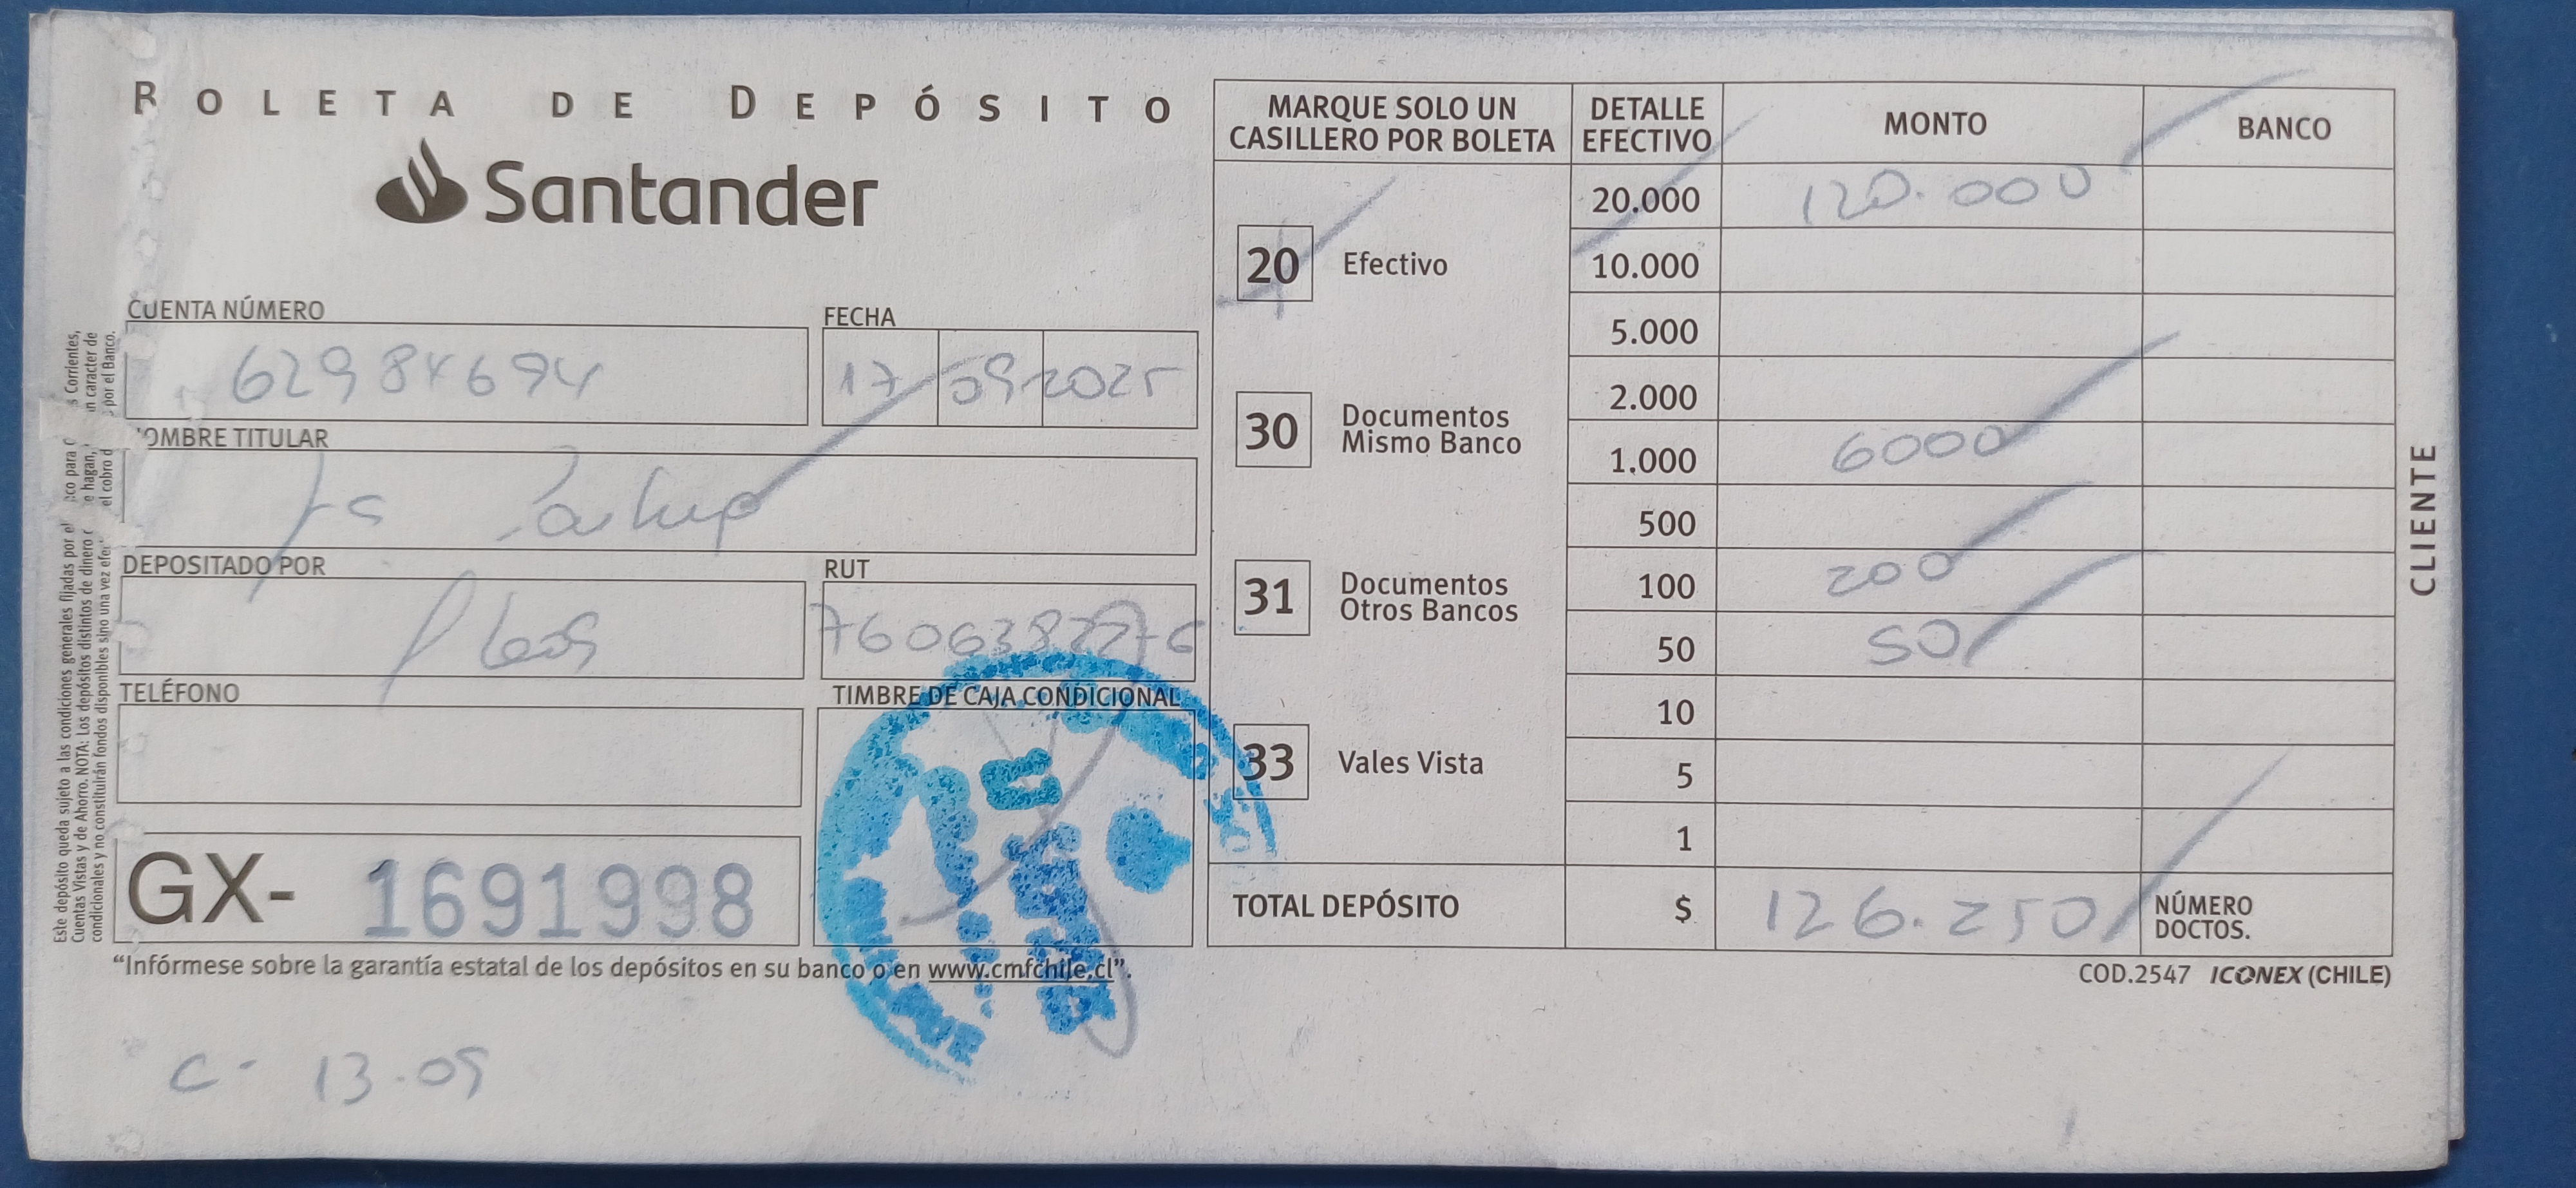 BOLETA DE DEPÓSITO
Santander
CUENTA NÚMERO
62984694
FECHA
17 09 2025
NOMBRE TITULAR
DEPOSITADO POR
RUT
TELÉFONO
TIMBRE DE CAJA CONDICIONAL
GX- 1691998
"Infórmese sobre la garantía estatal de los depósitos en su banco o en www.cmfchile.cl".
C- 13.09
MARQUE SOLO UN CASILLERO POR BOLETA
20 Efectivo
30 Documentos Mismo Banco
31 Documentos Otros Bancos
33 Vales Vista
DETALLE EFECTIVO MONTO BANCO
20.000 120.000
10.000
5.000
2.000
1.000 6000
500
100 200
50 50
10
5
1
TOTAL DEPÓSITO $ 126.250 NÚMERO DOCTOS.
COD.2547 ICONEX (CHILE)
CLIENTE